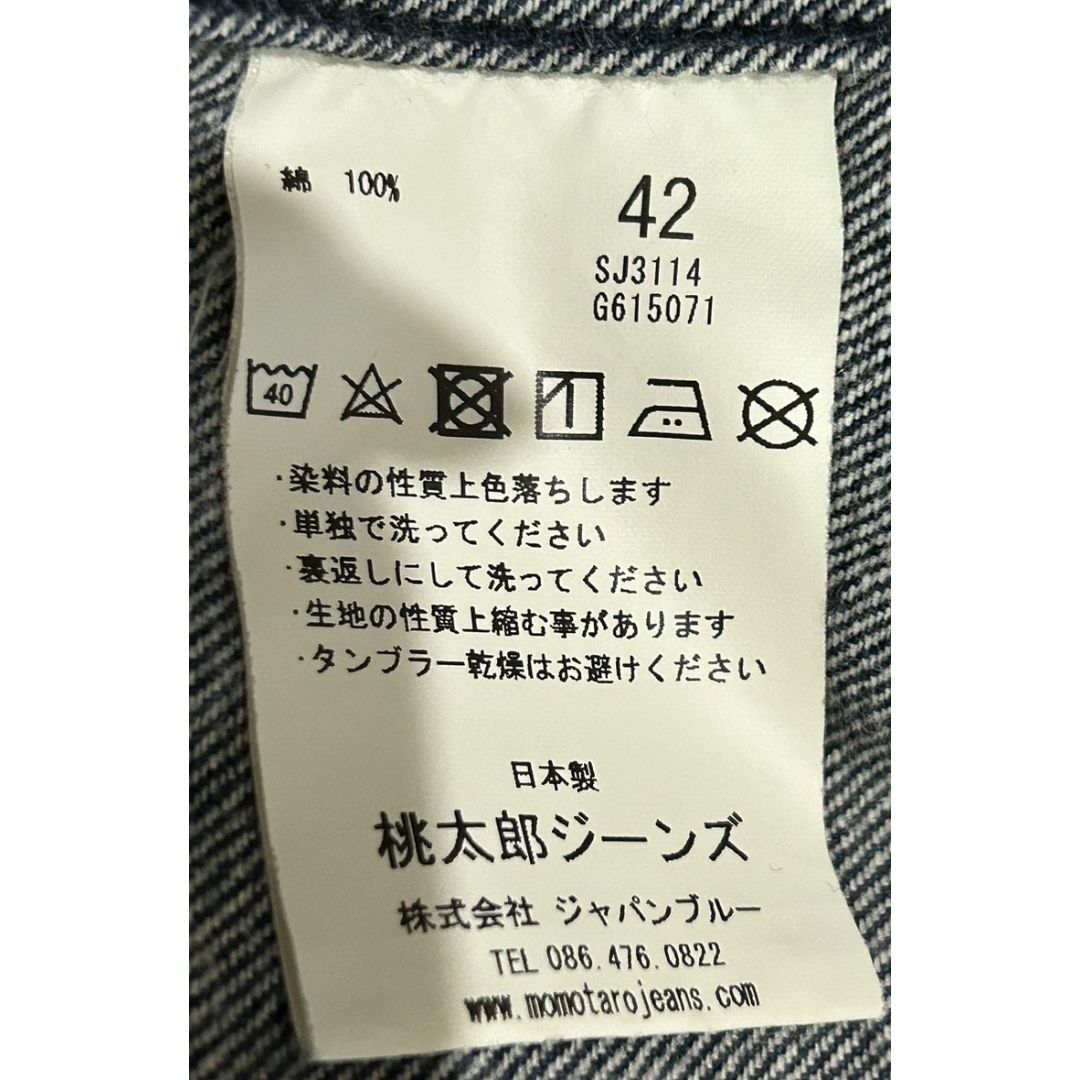 綿 100%
42
SJ3114
G615071
40
・染料の性質上色落ちします
・単独で洗ってください
・裏返しにして洗ってください
・生地の性質上縮む事があります
・タンブラー乾燥はお避けください
日本製
桃太郎ジーンズ
株式会社 ジャパンブルー
TEL 086.476.0822
www.momotarojeans.com